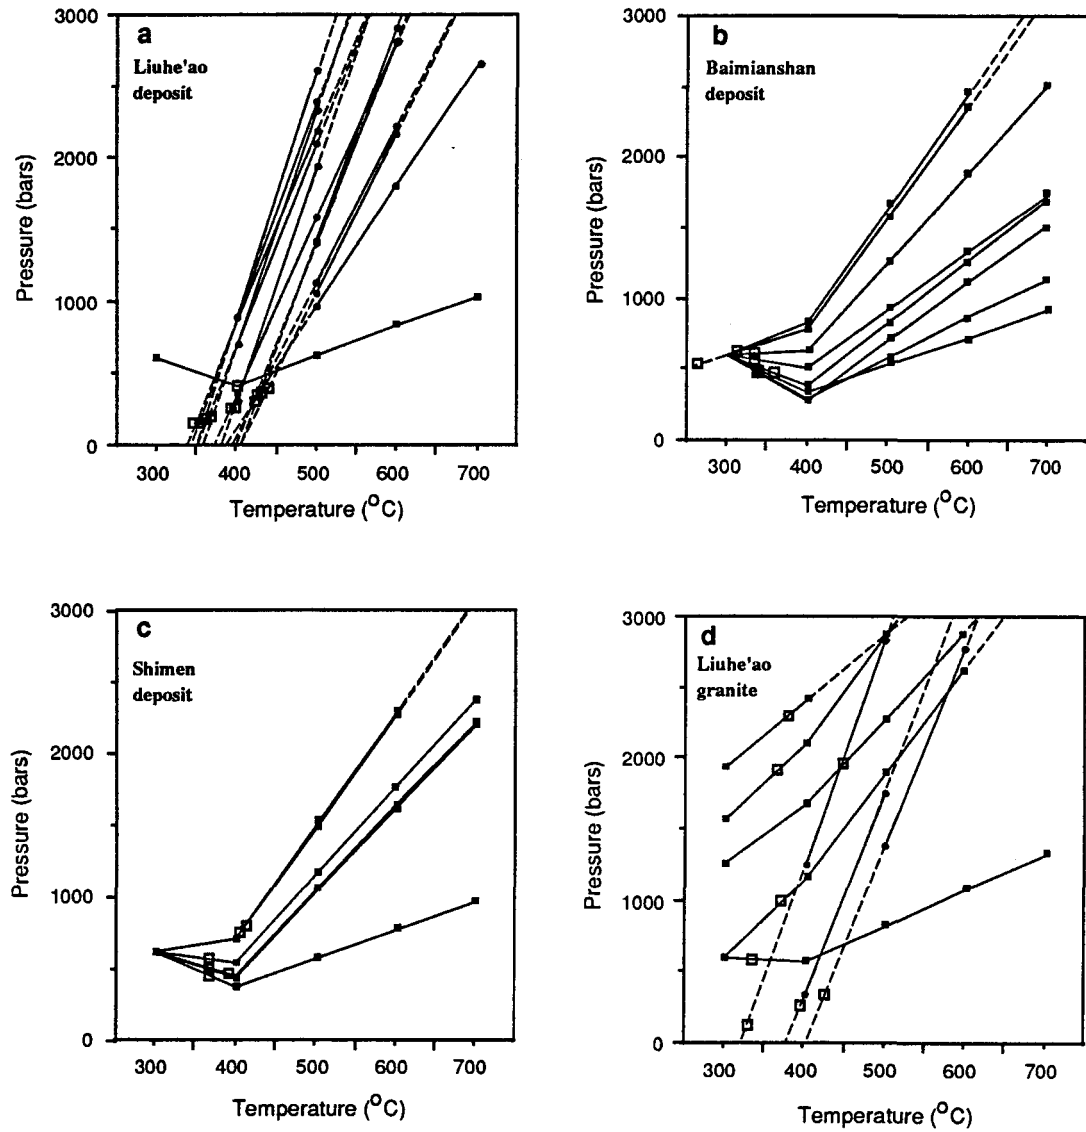 a
Liuhe'ao
deposit
3000
2000
1000
0
Pressure (bars)
300 400 500 600 700
Temperature (°C)
b
Baimianshan
deposit
3000
2000
1000
0
Pressure (bars)
300 400 500 600 700
Temperature (°C)
c
Shimen
deposit
3000
2000
1000
0
Pressure (bars)
300 400 500 600 700
Temperature (°C)
d
Liuhe'ao
granite
3000
2000
1000
0
Pressure (bars)
300 400 500 600 700
Temperature (°C)